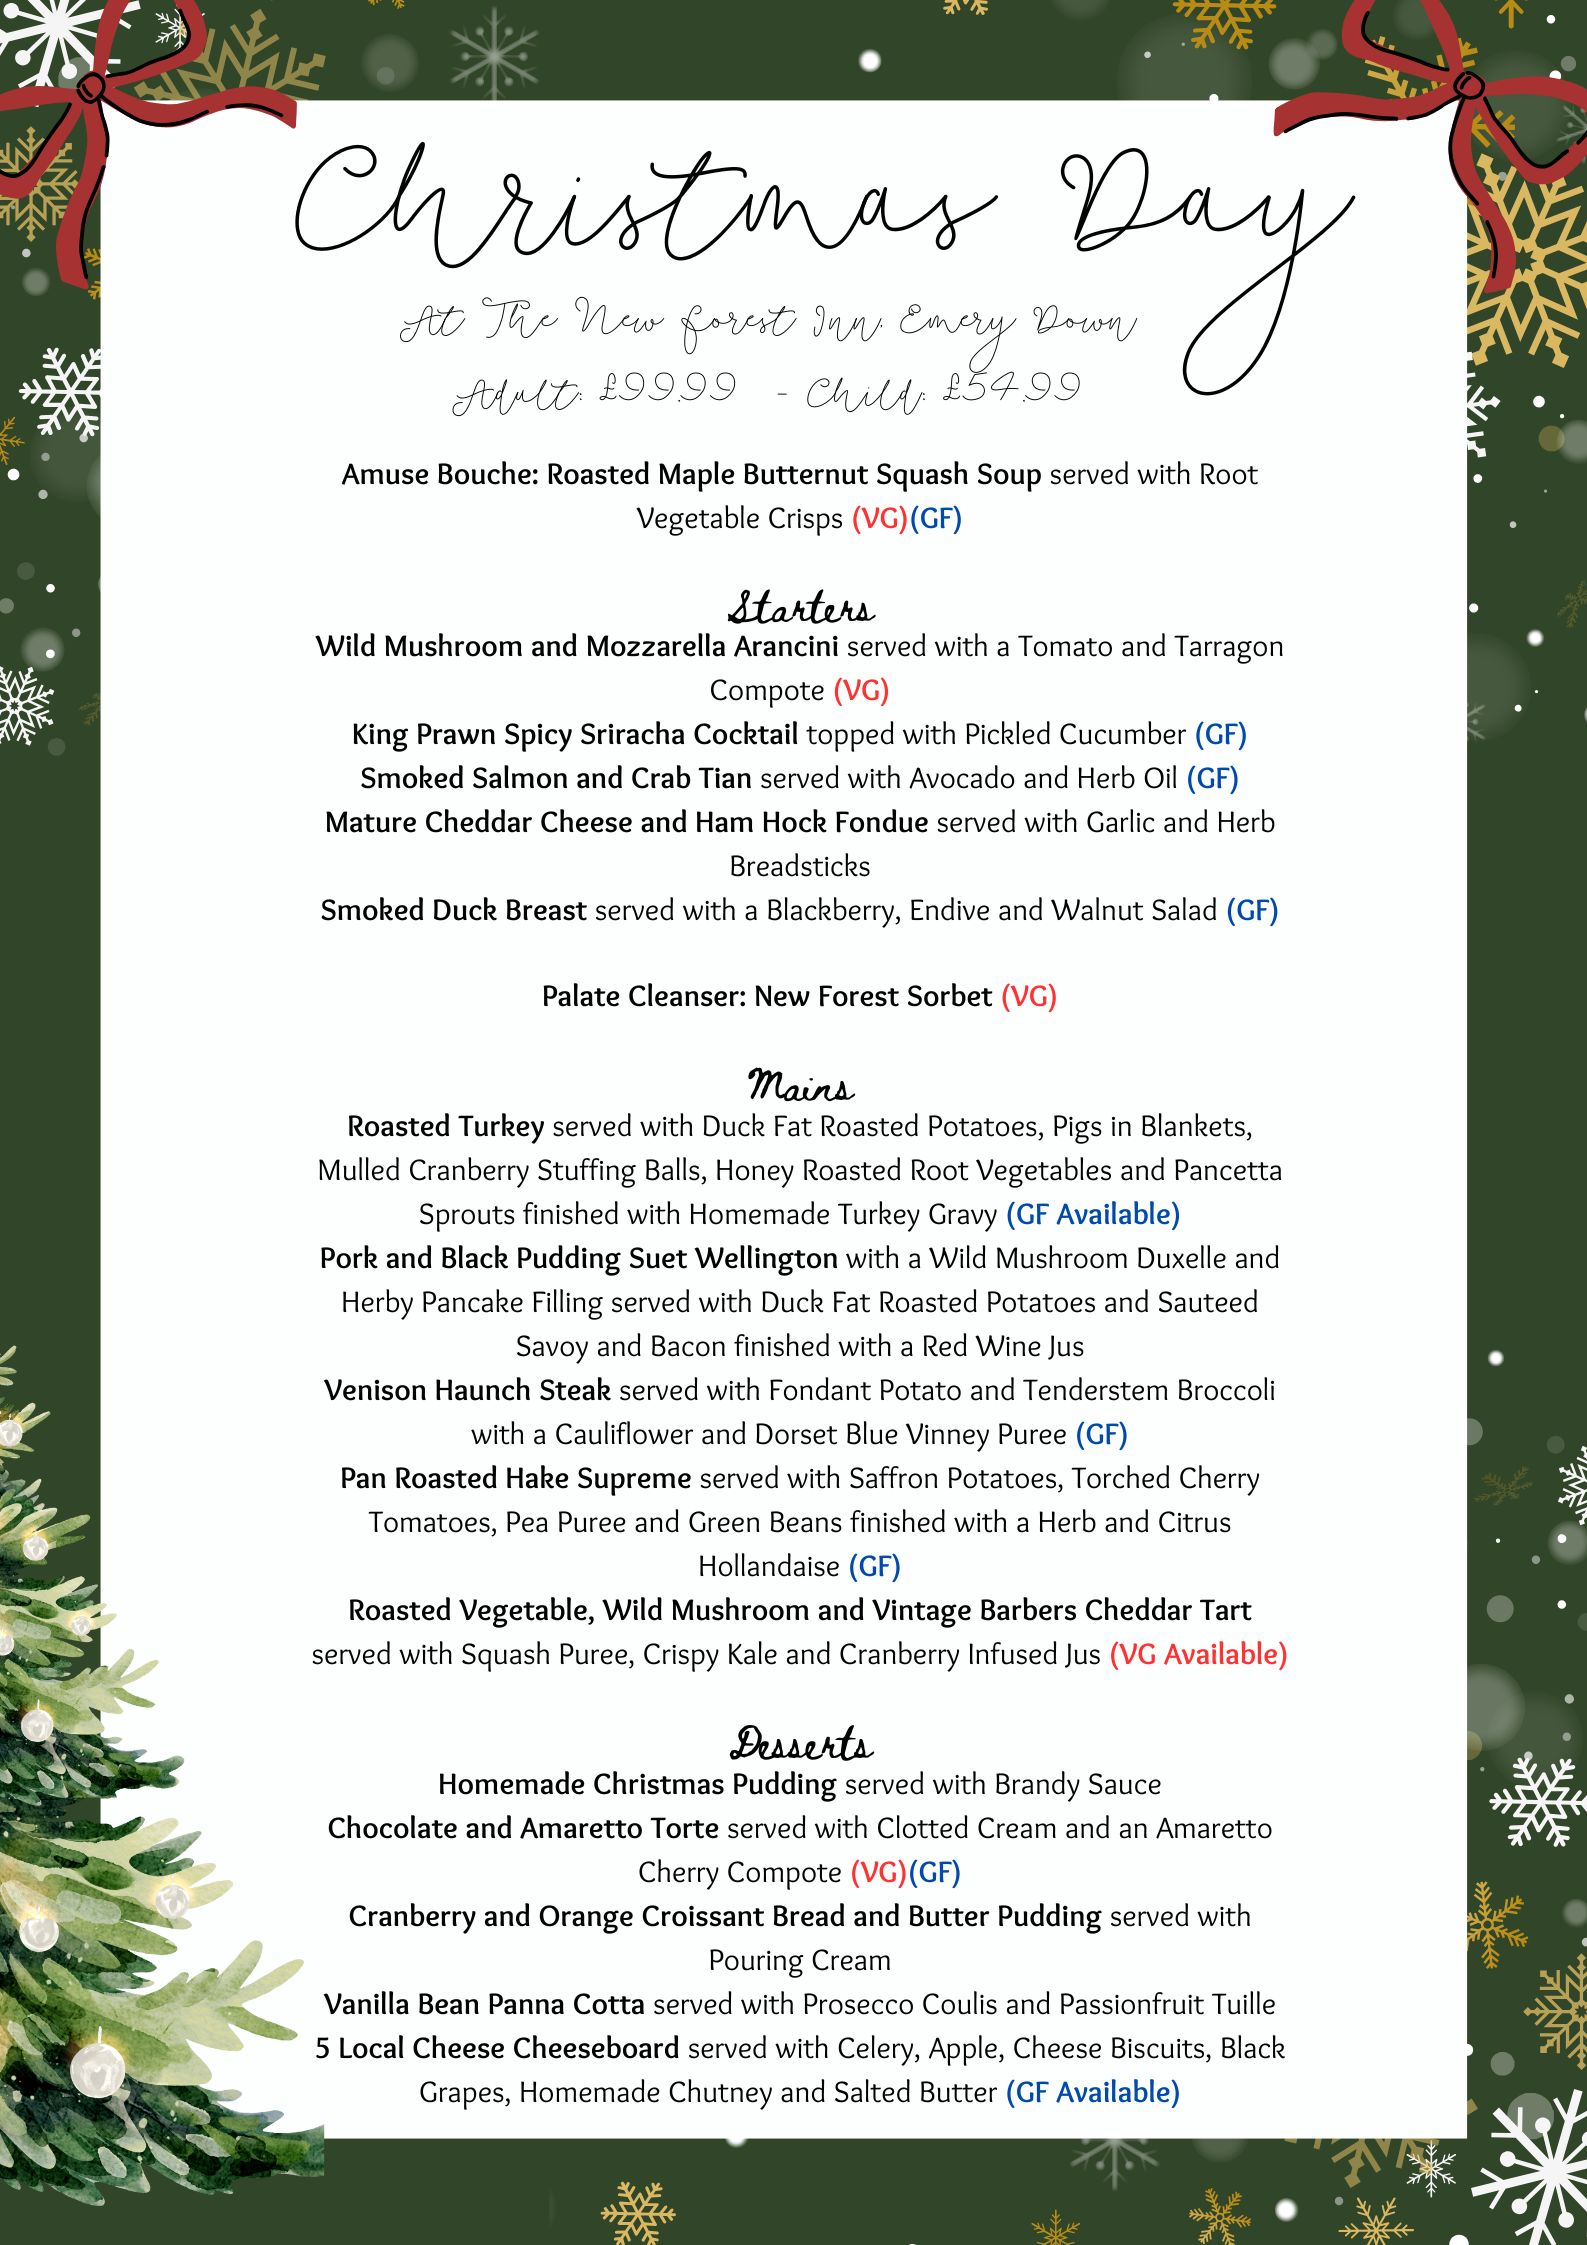 Christmas Day
At The New Forest Inn, Emery Down
Adult: £99.99 - Child: £54.99
Amuse Bouche: Roasted Maple Butternut Squash Soup served with Root
Vegetable Crisps (VG)(GF)
Starters
Wild Mushroom and Mozzarella Arancini served with a Tomato and Tarragon
Compote (VG)
King Prawn Spicy Sriracha Cocktail topped with Pickled Cucumber (GF)
Smoked Salmon and Crab Tian served with Avocado and Herb Oil (GF)
Mature Cheddar Cheese and Ham Hock Fondue served with Garlic and Herb
Breadsticks
Smoked Duck Breast served with a Blackberry, Endive and Walnut Salad (GF)
Palate Cleanser: New Forest Sorbet (VG)
Mains
Roasted Turkey served with Duck Fat Roasted Potatoes, Pigs in Blankets,
Mulled Cranberry Stuffing Balls, Honey Roasted Root Vegetables and Pancetta
Sprouts finished with Homemade Turkey Gravy (GF Available)
Pork and Black Pudding Suet Wellington with a Wild Mushroom Duxelle and
Herby Pancake Filling served with Duck Fat Roasted Potatoes and Sauteed
Savoy and Bacon finished with a Red Wine Jus
Venison Haunch Steak served with Fondant Potato and Tenderstem Broccoli
with a Cauliflower and Dorset Blue Vinney Puree (GF)
Pan Roasted Hake Supreme served with Saffron Potatoes, Torched Cherry
Tomatoes, Pea Puree and Green Beans finished with a Herb and Citrus
Hollandaise (GF)
Roasted Vegetable, Wild Mushroom and Vintage Barbers Cheddar Tart
served with Squash Puree, Crispy Kale and Cranberry Infused Jus (VG Available)
Desserts
Homemade Christmas Pudding served with Brandy Sauce
Chocolate and Amaretto Torte served with Clotted Cream and an Amaretto
Cherry Compote (VG)(GF)
Cranberry and Orange Croissant Bread and Butter Pudding served with
Pouring Cream
Vanilla Bean Panna Cotta served with Prosecco Coulis and Passionfruit Tuille
5 Local Cheese Cheeseboard served with Celery, Apple, Cheese Biscuits, Black
Grapes, Homemade Chutney and Salted Butter (GF Available)